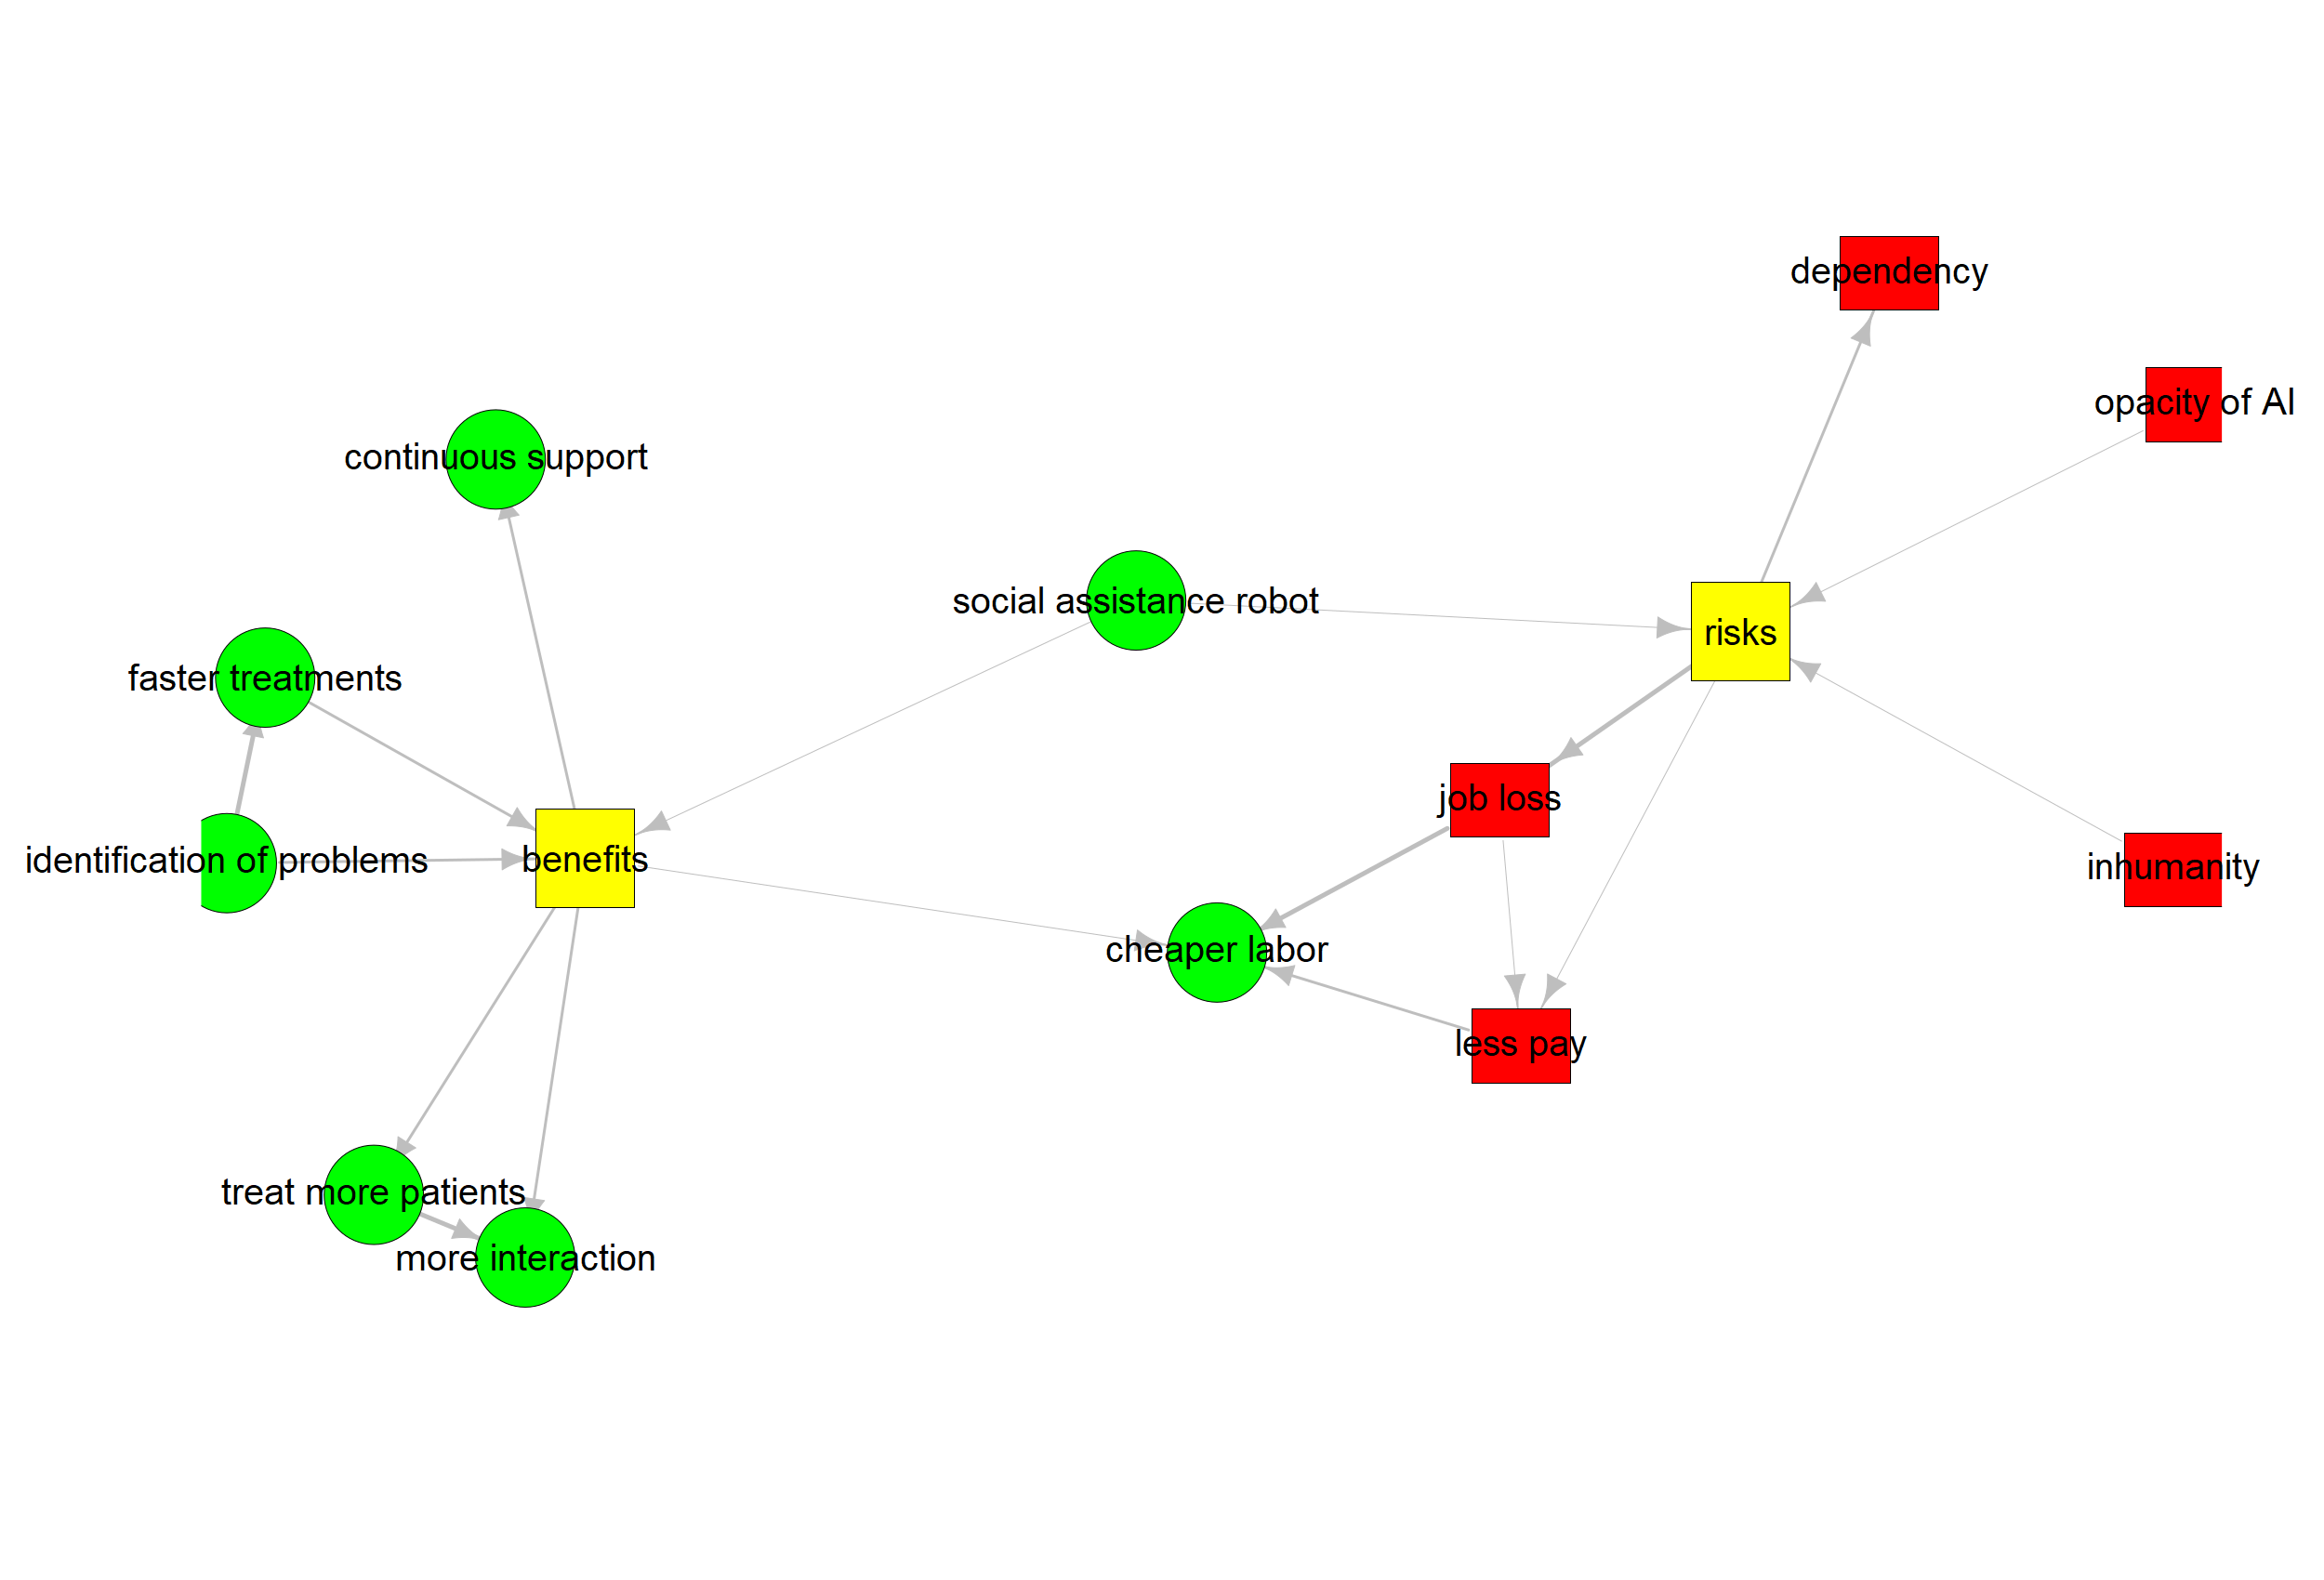 dependency
opacity of AI
continuous support
social assistance robot
risks
faster treatments
job loss
identification of problems
benefits
inhumanity
cheaper labor
less pay
treat more patients
more interaction